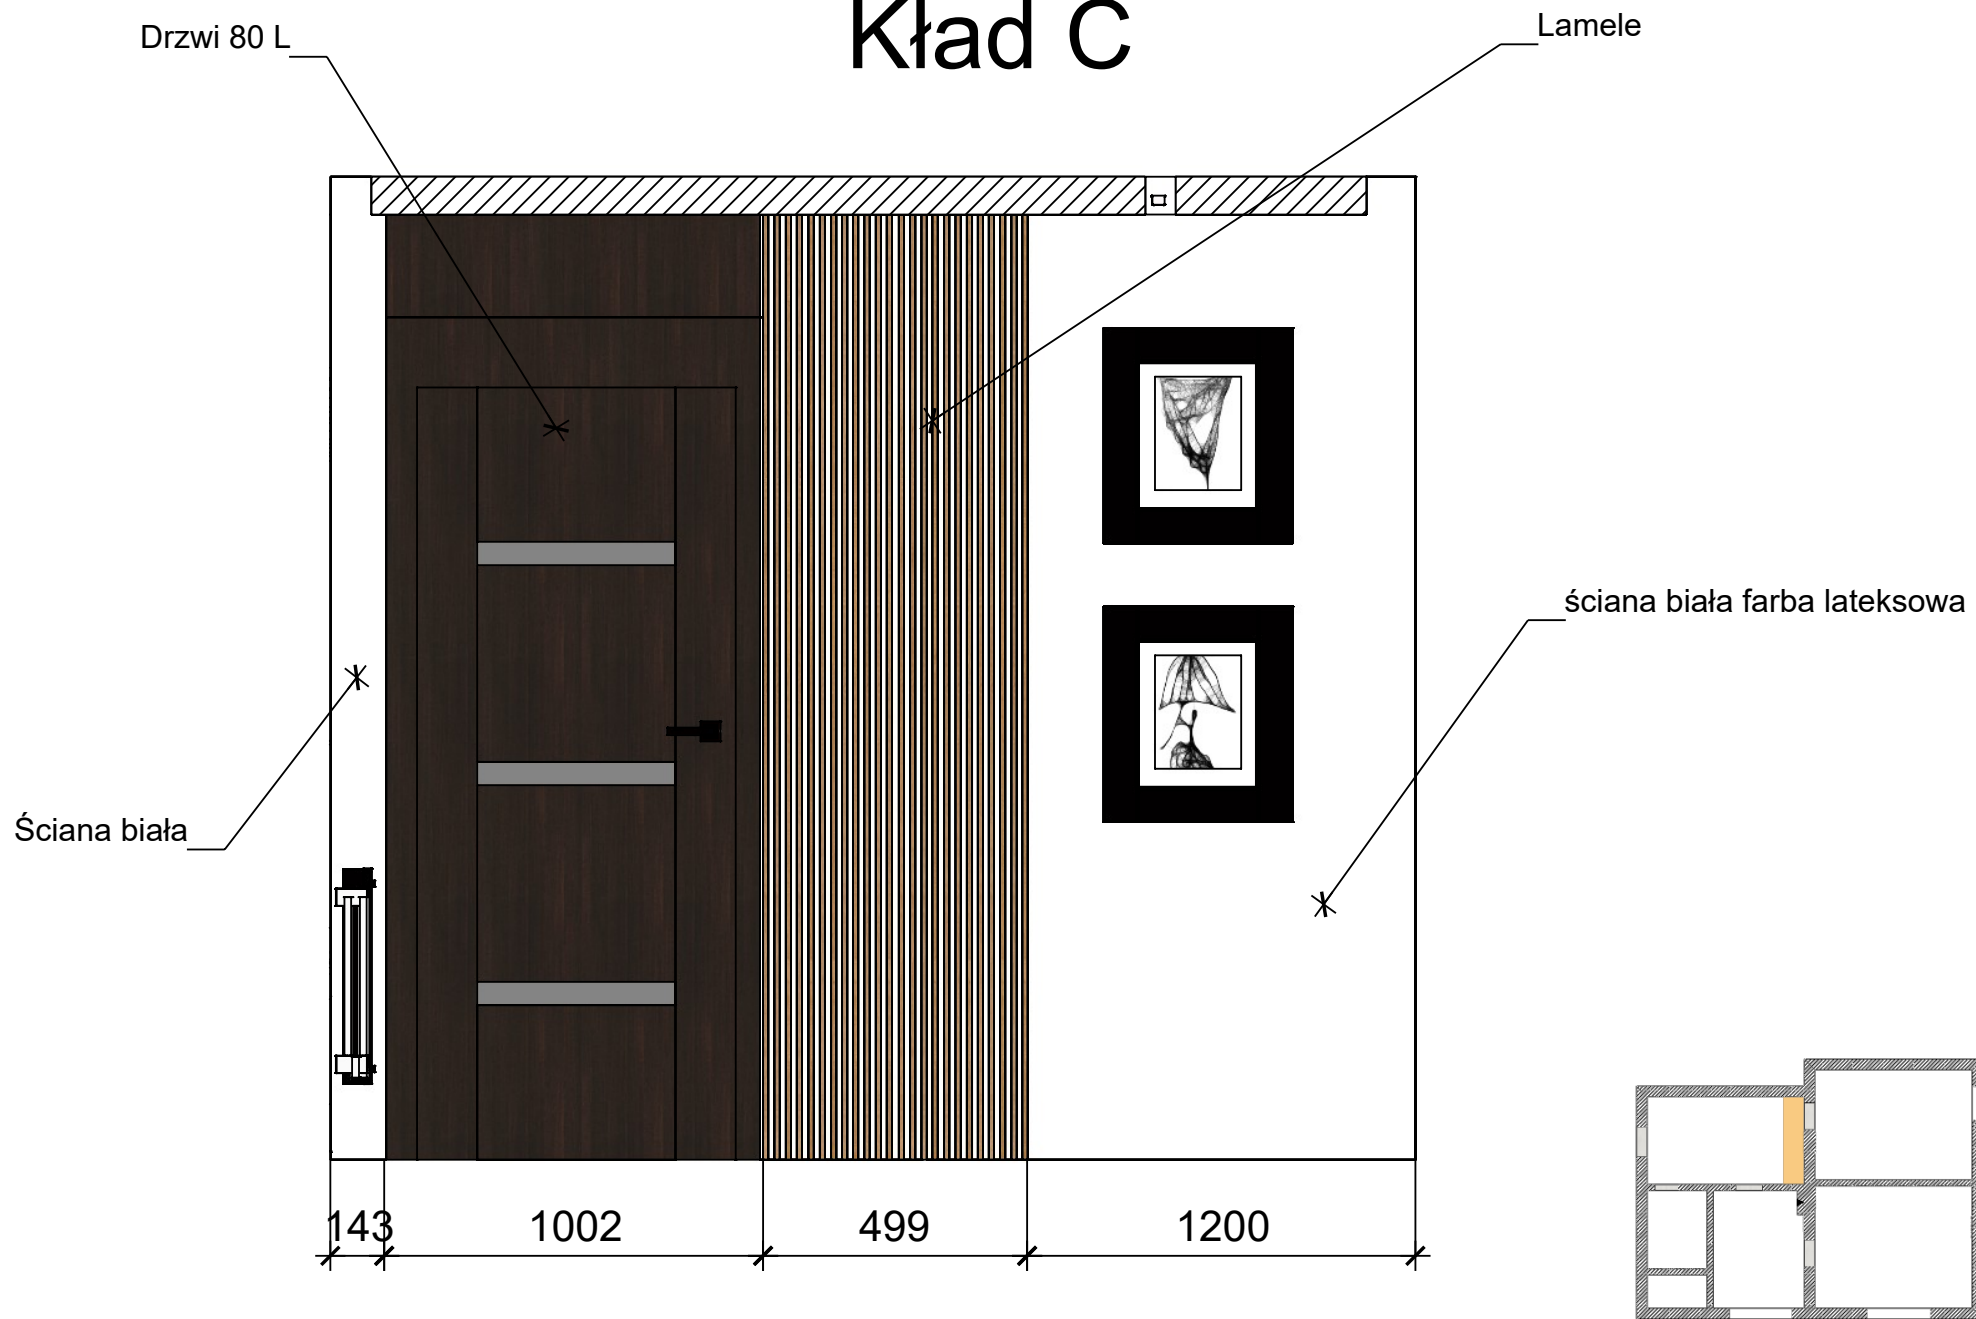 Kład C
Drzwi 80 L
Lamele
ściana biała farba lateksowa
Ściana biała
143
1002
499
1200